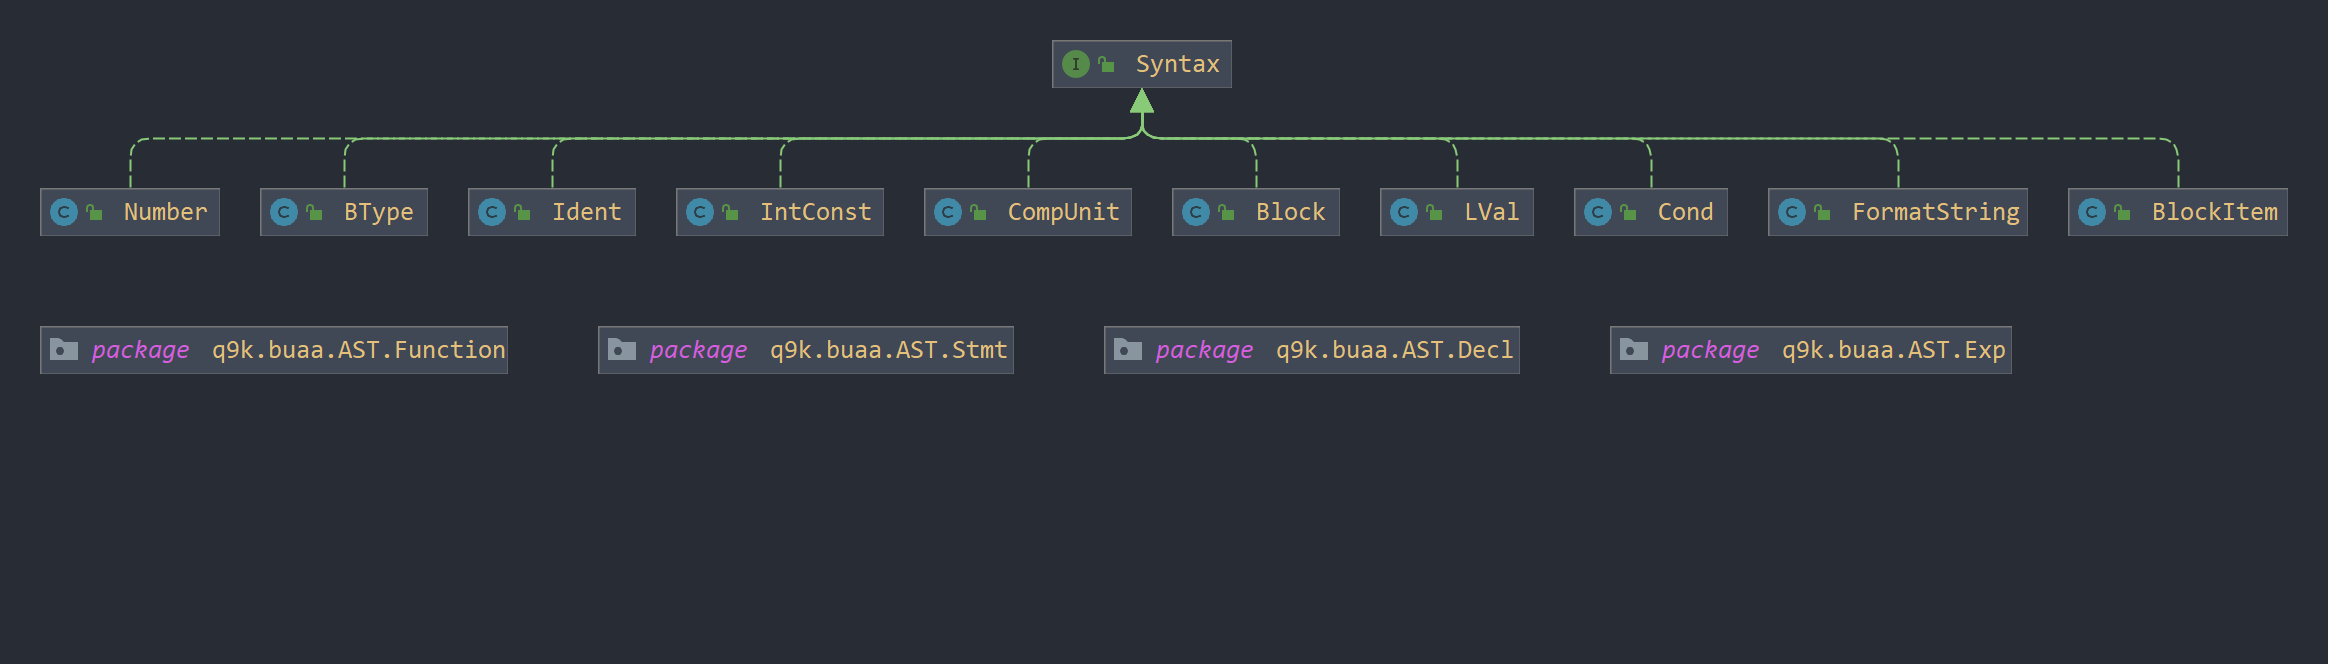 I Syntax
C Number C BType C Ident C IntConst C CompUnit C Block C LVal C Cond C FormatString C BlockItem
package q9k.buaa.AST.Function package q9k.buaa.AST.Stmt package q9k.buaa.AST.Decl package q9k.buaa.AST.Exp